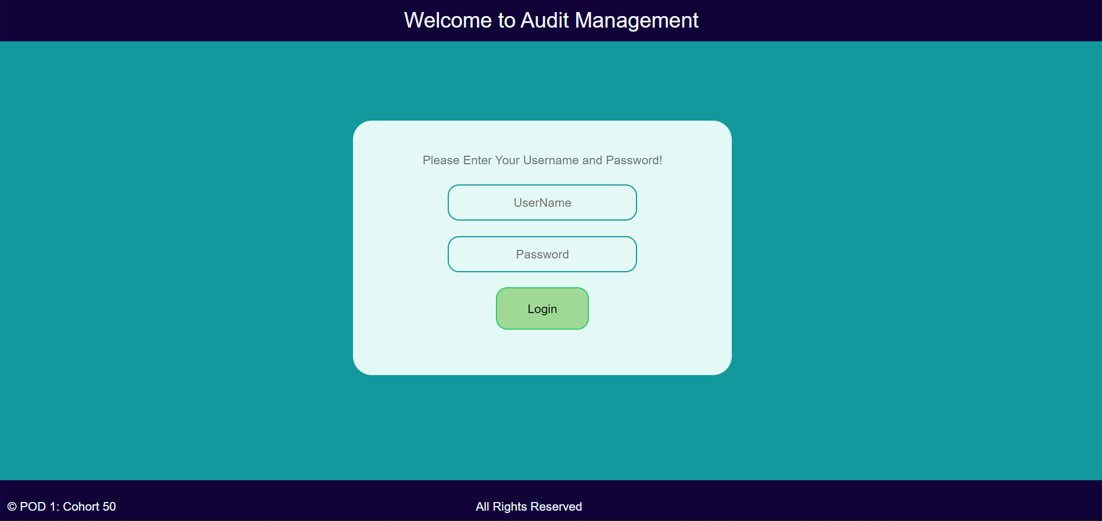 Welcome to Audit Management
Please Enter Your Username and Password!
UserName
Password
Login
© POD 1: Cohort 50
All Rights Reserved